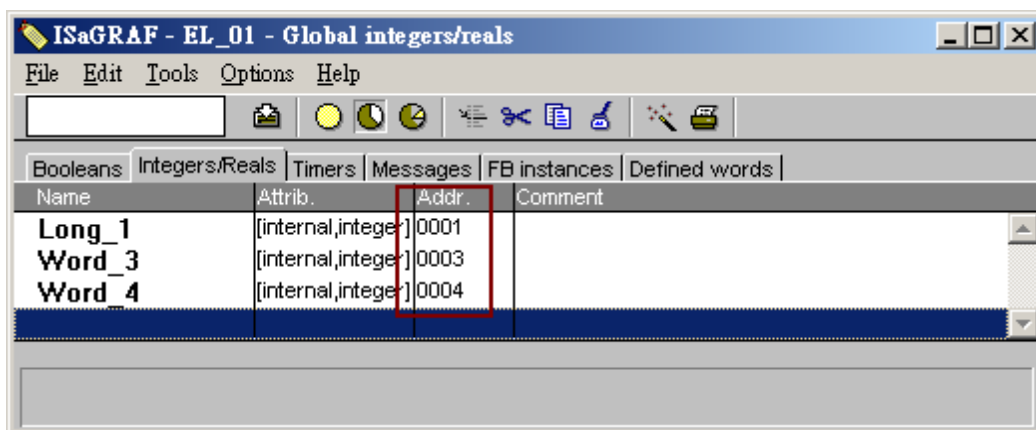 ISaGRAF - EL_01 - Global integers/reals
File Edit Tools Options Help
Booleans Integers/Reals Timers Messages FB instances Defined words
Name Attrib. Addr. Comment
Long_1 [internal,integer] 0001
Word_3 [internal,integer] 0003
Word_4 [internal,integer] 0004